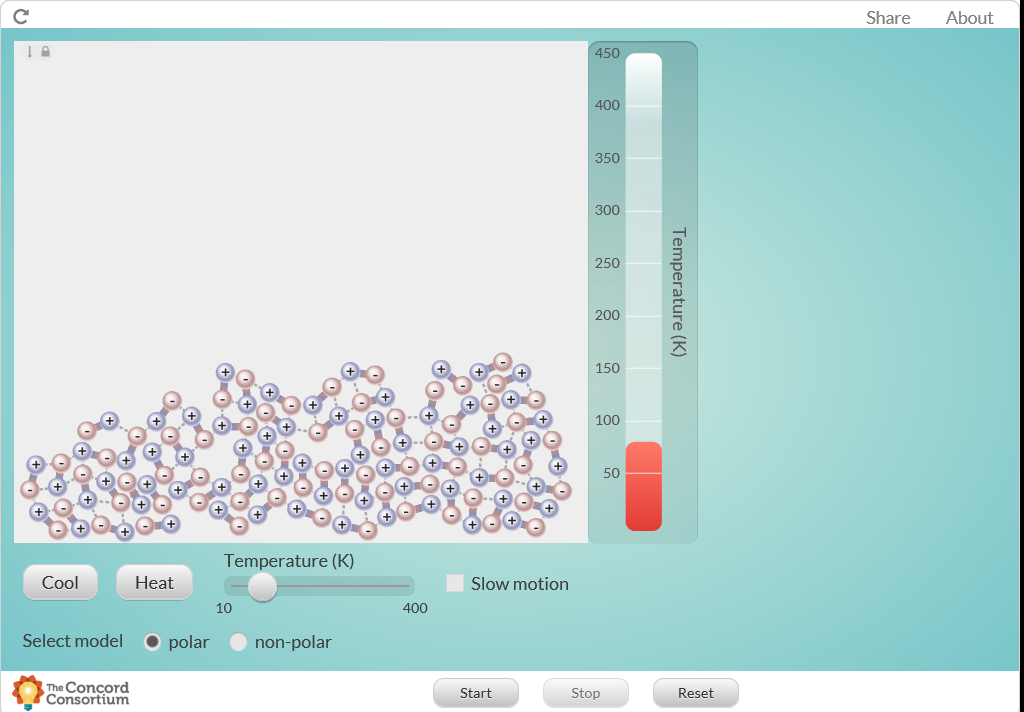 Share About
450
400
350
300
250
200
150
100
50
Temperature (K)
Temperature (K)
Cool Heat
10 400
Slow motion
Select model polar non-polar
The Concord
Consortium
Start Stop Reset